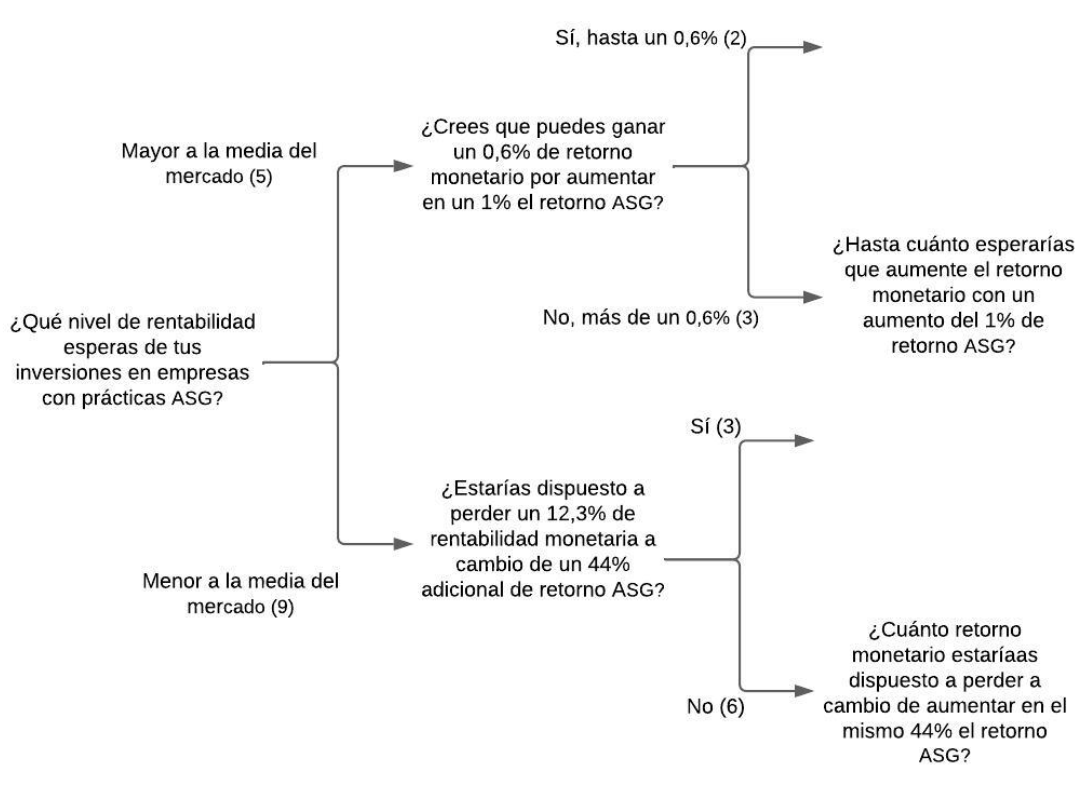 Sí, hasta un 0,6% (2)
¿Crees que puedes ganar
un 0,6% de retorno
monetario por aumentar
en un 1% el retorno ASG?
Mayor a la media del
mercado (5)
¿Hasta cuánto esperarías
que aumente el retorno
monetario con un
aumento del 1% de
retorno ASG?
No, más de un 0,6% (3)
¿Qué nivel de rentabilidad
esperas de tus
inversiones en empresas
con prácticas ASG?
Sí (3)
¿Estarías dispuesto a
perder un 12,3% de
rentabilidad monetaria a
cambio de un 44%
adicional de retorno ASG?
Menor a la media del
mercado (9)
¿Cuánto retorno
monetario estaríaas
dispuesto a perder a
cambio de aumentar en el
mismo 44% el retorno
ASG?
No (6)